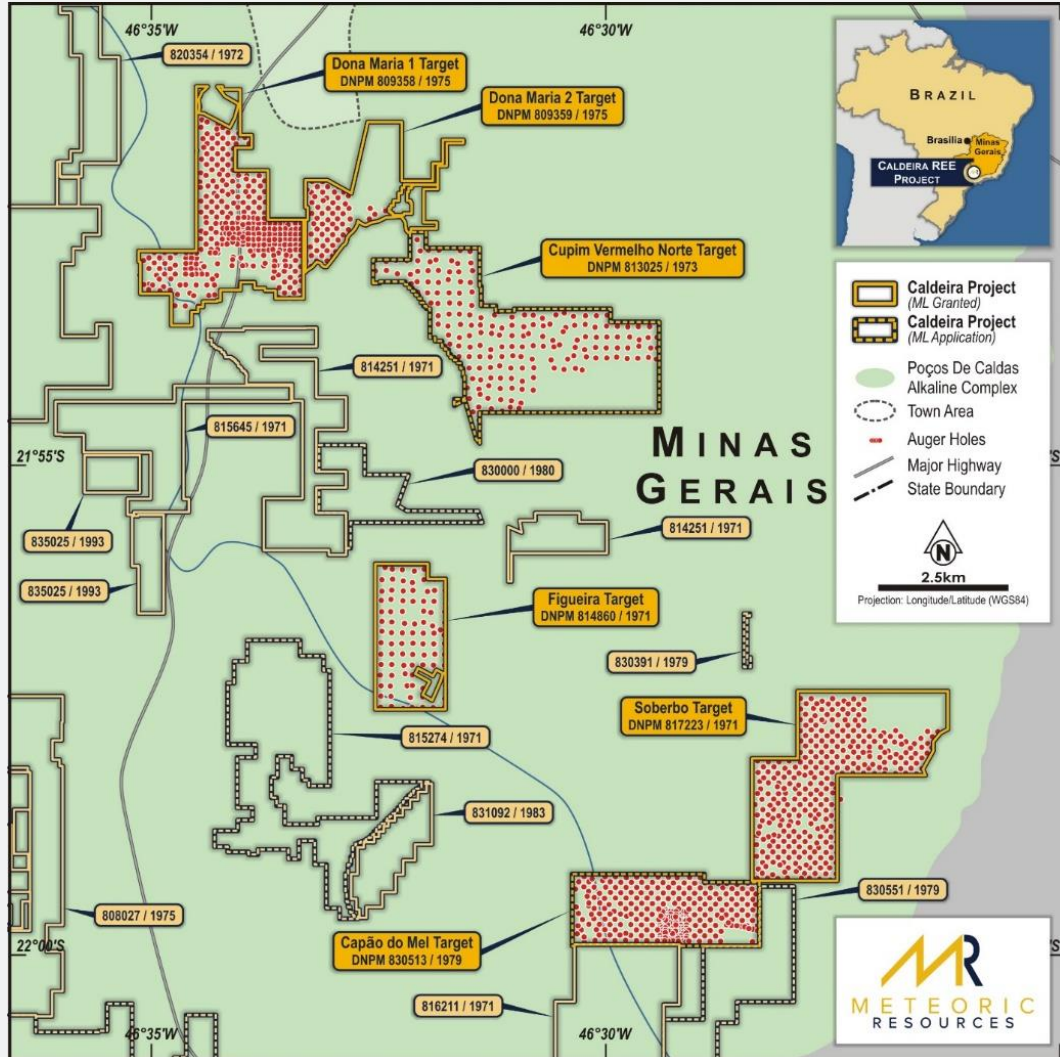 46°35'W
46°30'W
820354 / 1972
Dona Maria 1 Target
DNPM 809358 / 1975
Dona Maria 2 Target
DNPM 809359 / 1975
Cupim Vermelho Norte Target
DNPM 813025 / 1973
814251 / 1971
815645 / 1971
21°55'S
MINAS
GERAIS
830000 / 1980
835025 / 1993
814251 / 1971
835025 / 1993
Figueira Target
DNPM 814860 / 1971
830391 / 1979
Soberbo Target
DNPM 817223 / 1971
815274 / 1971
831092 / 1983
830551 / 1979
808027 / 1975
22°00'S
Capão do Mel Target
DNPM 830513 / 1979
816211 / 1971
46°35'W
46°30'W
BRAZIL
Brasilia
Minas
Gerais
CALDEIRA REE
PROJECT
Caldeira Project
(ML Granted)
Caldeira Project
(ML Application)
Poços De Caldas
Alkaline Complex
Town Area
Auger Holes
Major Highway
State Boundary
N
2.5km
Projection: Longitude/Latitude (WGS84)
MR
METEORIC
RESOURCES